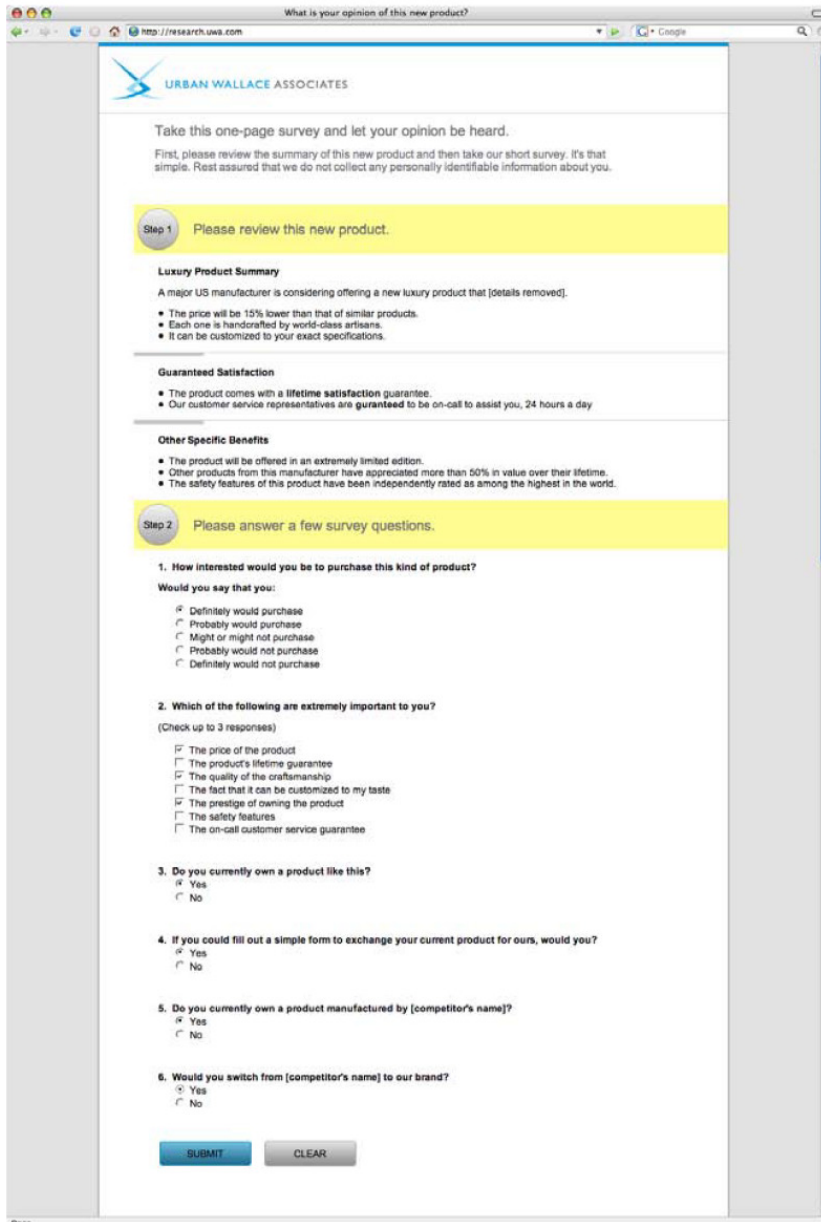 What is your opinion of this new product?
http://research.uwa.com
Google
URBAN WALLACE ASSOCIATES
Take this one-page survey and let your opinion be heard.
First, please review the summary of this new product and then take our short survey. It's that
simple. Rest assured that we do not collect any personally identifiable information about you.
Step 1 Please review this new product.
Luxury Product Summary
A major US manufacturer is considering offering a new luxury product that [details removed].
• The price will be 15% lower than that of similar products.
• Each one is handcrafted by world-class artisans.
• It can be customized to your exact specifications.
Guaranteed Satisfaction
• The product comes with a lifetime satisfaction guarantee.
• Our customer service representatives are guranteed to be on-call to assist you, 24 hours a day
Other Specific Benefits
• The product will be offered in an extremely limited edition.
• Other products from this manufacturer have appreciated more than 50% in value over their lifetime.
• The safety features of this product have been independently rated as among the highest in the world.
Step 2 Please answer a few survey questions.
1. How interested would you be to purchase this kind of product?
Would you say that you:
Definitely would purchase
Probably would purchase
Might or might not purchase
Probably would not purchase
Definitely would not purchase
2. Which of the following are extremely important to you?
(Check up to 3 responses)
The price of the product
The product's lifetime guarantee
The quality of the craftsmanship
The fact that it can be customized to my taste
The prestige of owning the product
The safety features
The on-call customer service guarantee
3. Do you currently own a product like this?
Yes
No
4. If you could fill out a simple form to exchange your current product for ours, would you?
Yes
No
5. Do you currently own a product manufactured by [competitor's name]?
Yes
No
6. Would you switch from [competitor's name] to our brand?
Yes
No
SUBMIT CLEAR